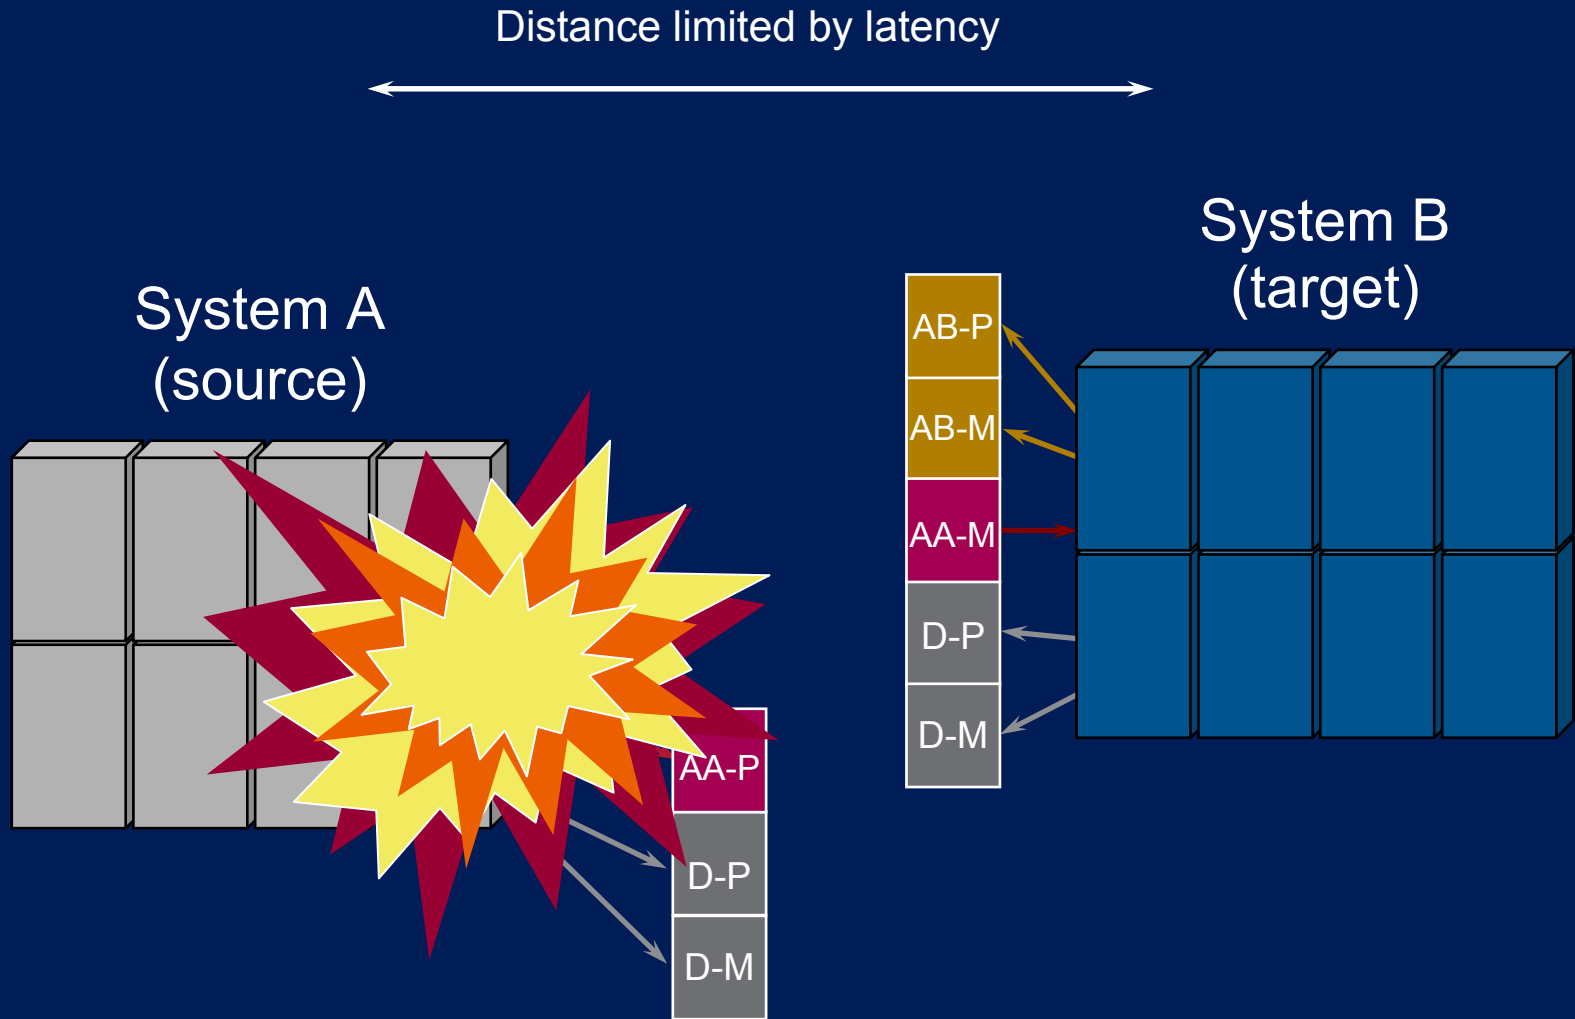 Distance limited by latency
System A
(source)
System B
(target)
AB-P
AB-M
AA-M
D-P
D-M
AA-P
D-P
D-M